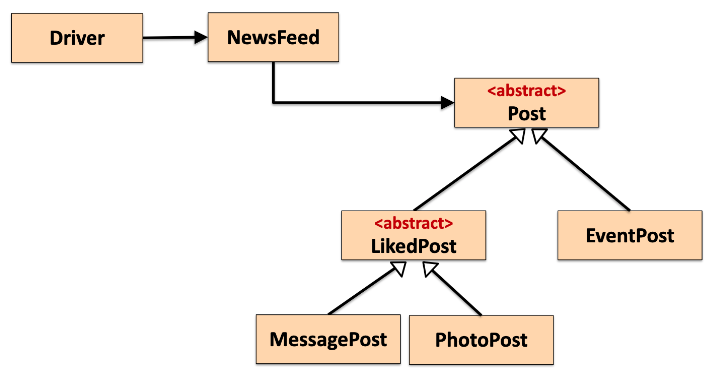 Driver
NewsFeed
<abstract>
Post
<abstract>
LikedPost
EventPost
MessagePost
PhotoPost